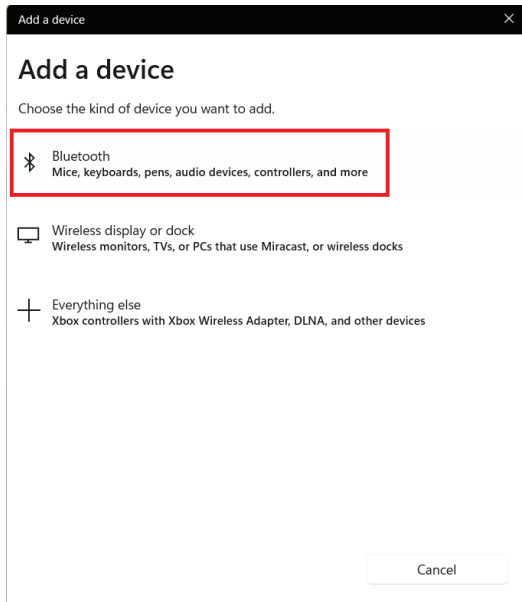 Add a device
Add a device
Choose the kind of device you want to add.
Bluetooth
Mice, keyboards, pens, audio devices, controllers, and more
Wireless display or dock
Wireless monitors, TVs, or PCs that use Miracast, or wireless docks
Everything else
Xbox controllers with Xbox Wireless Adapter, DLNA, and other devices
Cancel